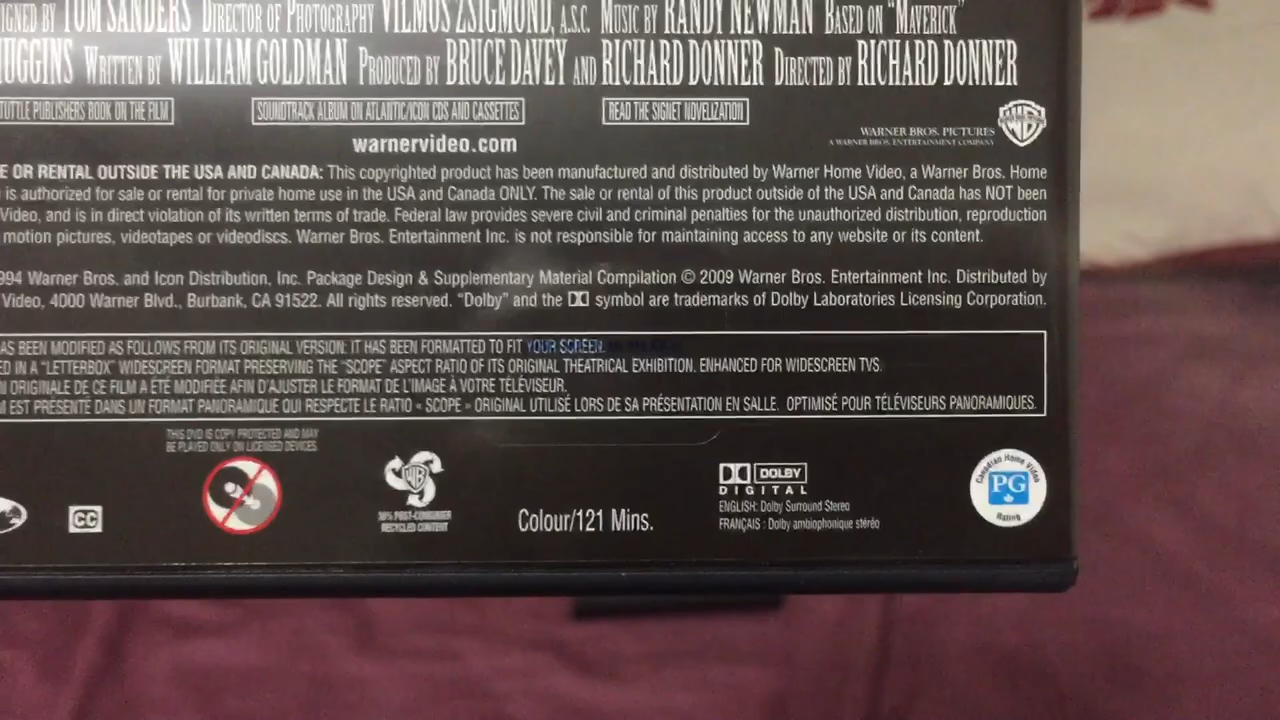 IGNED BY TOM SANDERS DIRECTOR OF PHOTOGRAPHY VILMOS ZSIGMOND, A.S.C. MUSIC BY RANDY NEWMAN BASED ON "MAVERICK"
UGGINS WRITTEN BY WILLIAM GOLDMAN PRODUCED BY BRUCE DAVEY AND RICHARD DONNER DIRECTED BY RICHARD DONNER
TUTTLE PUBLISHERS BOOK ON THE FILM
SOUNDTRACK ALBUM ON ATLANTIC/ICON CDS AND CASSETTES
READ THE SIGNET NOVELIZATION
warnervideo.com
WARNER BROS. PICTURES
A WARNER BROS. ENTERTAINMENT COMPANY
WB
E OR RENTAL OUTSIDE THE USA AND CANADA: This copyrighted product has been manufactured and distributed by Warner Home Video, a Warner Bros. Home
is authorized for sale or rental for private home use in the USA and Canada ONLY. The sale or rental of this product outside of the USA and Canada has NOT been
Video, and is in direct violation of its written terms of trade. Federal law provides severe civil and criminal penalties for the unauthorized distribution, reproduction
motion pictures, videotapes or videodiscs. Warner Bros. Entertainment Inc. is not responsible for maintaining access to any website or its content.
994 Warner Bros. and Icon Distribution, Inc. Package Design & Supplementary Material Compilation © 2009 Warner Bros. Entertainment Inc. Distributed by
Video, 4000 Warner Blvd., Burbank, CA 91522. All rights reserved. "Dolby" and the symbol are trademarks of Dolby Laboratories Licensing Corporation.
AS BEEN MODIFIED AS FOLLOWS FROM ITS ORIGINAL VERSION: IT HAS BEEN FORMATTED TO FIT YOUR SCREEN.
ED IN A "LETTERBOX" WIDESCREEN FORMAT PRESERVING THE "SCOPE" ASPECT RATIO OF ITS ORIGINAL THEATRICAL EXHIBITION. ENHANCED FOR WIDESCREEN TVS.
N ORIGINALE DE CE FILM A ÉTÉ MODIFIÉE AFIN D'AJUSTER LE FORMAT DE L'IMAGE À VOTRE TÉLÉVISEUR.
M EST PRÉSENTÉ DANS UN FORMAT PANORAMIQUE QUI RESPECTE LE RATIO « SCOPE » ORIGINAL UTILISÉ LORS DE SA PRÉSENTATION EN SALLE. OPTIMISÉ POUR TÉLÉVISEURS PANORAMIQUES.
THIS DVD IS COPY PROTECTED AND MAY
BE PLAYED ONLY ON LICENSED DEVICES.
CC
WB
30% POST-CONSUMER
RECYCLED CONTENT
Colour/121 Mins.
DOLBY
DIGITAL
ENGLISH: Dolby Surround Stereo
FRANÇAIS : Dolby ambiophonique stéréo
Canadian Home Video
PG
Rating